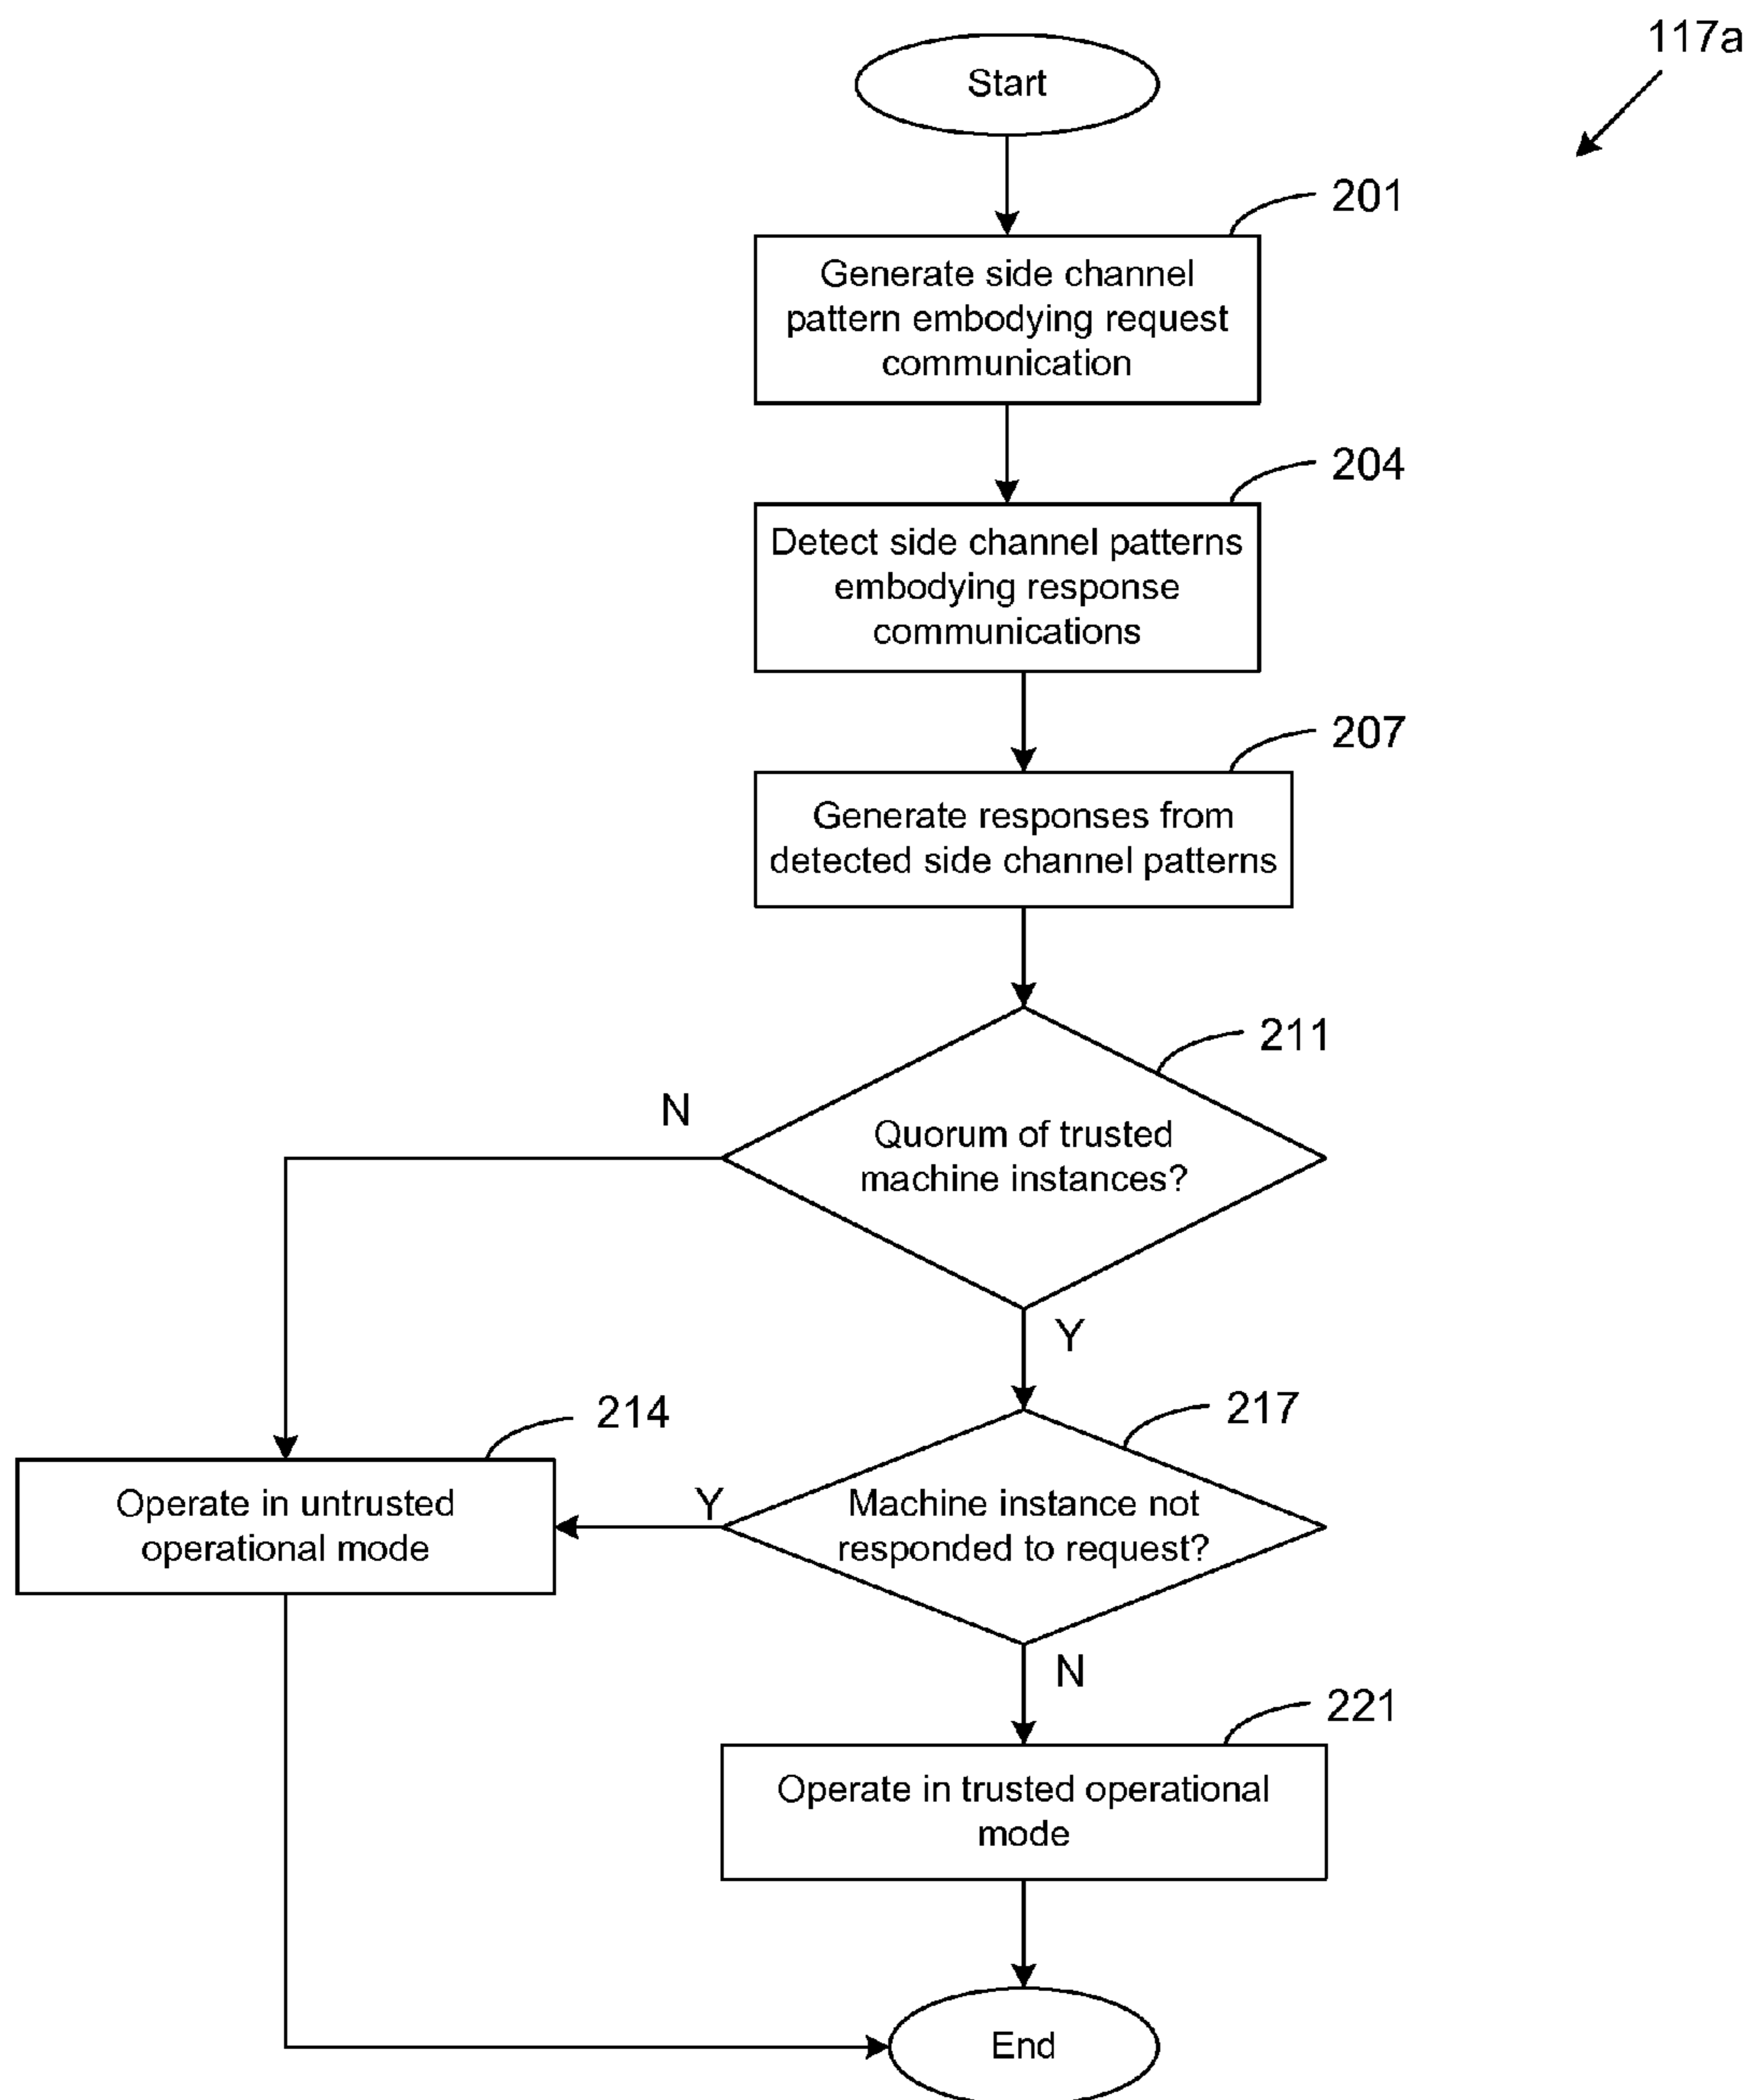 117a
Start
201
Generate side channel
pattern embodying request
communication
204
Detect side channel patterns
embodying response
communications
207
Generate responses from
detected side channel patterns
211
N
Quorum of trusted
machine instances?
Y
214
217
Operate in untrusted
operational mode
Y
Machine instance not
responded to request?
N
221
Operate in trusted operational
mode
End